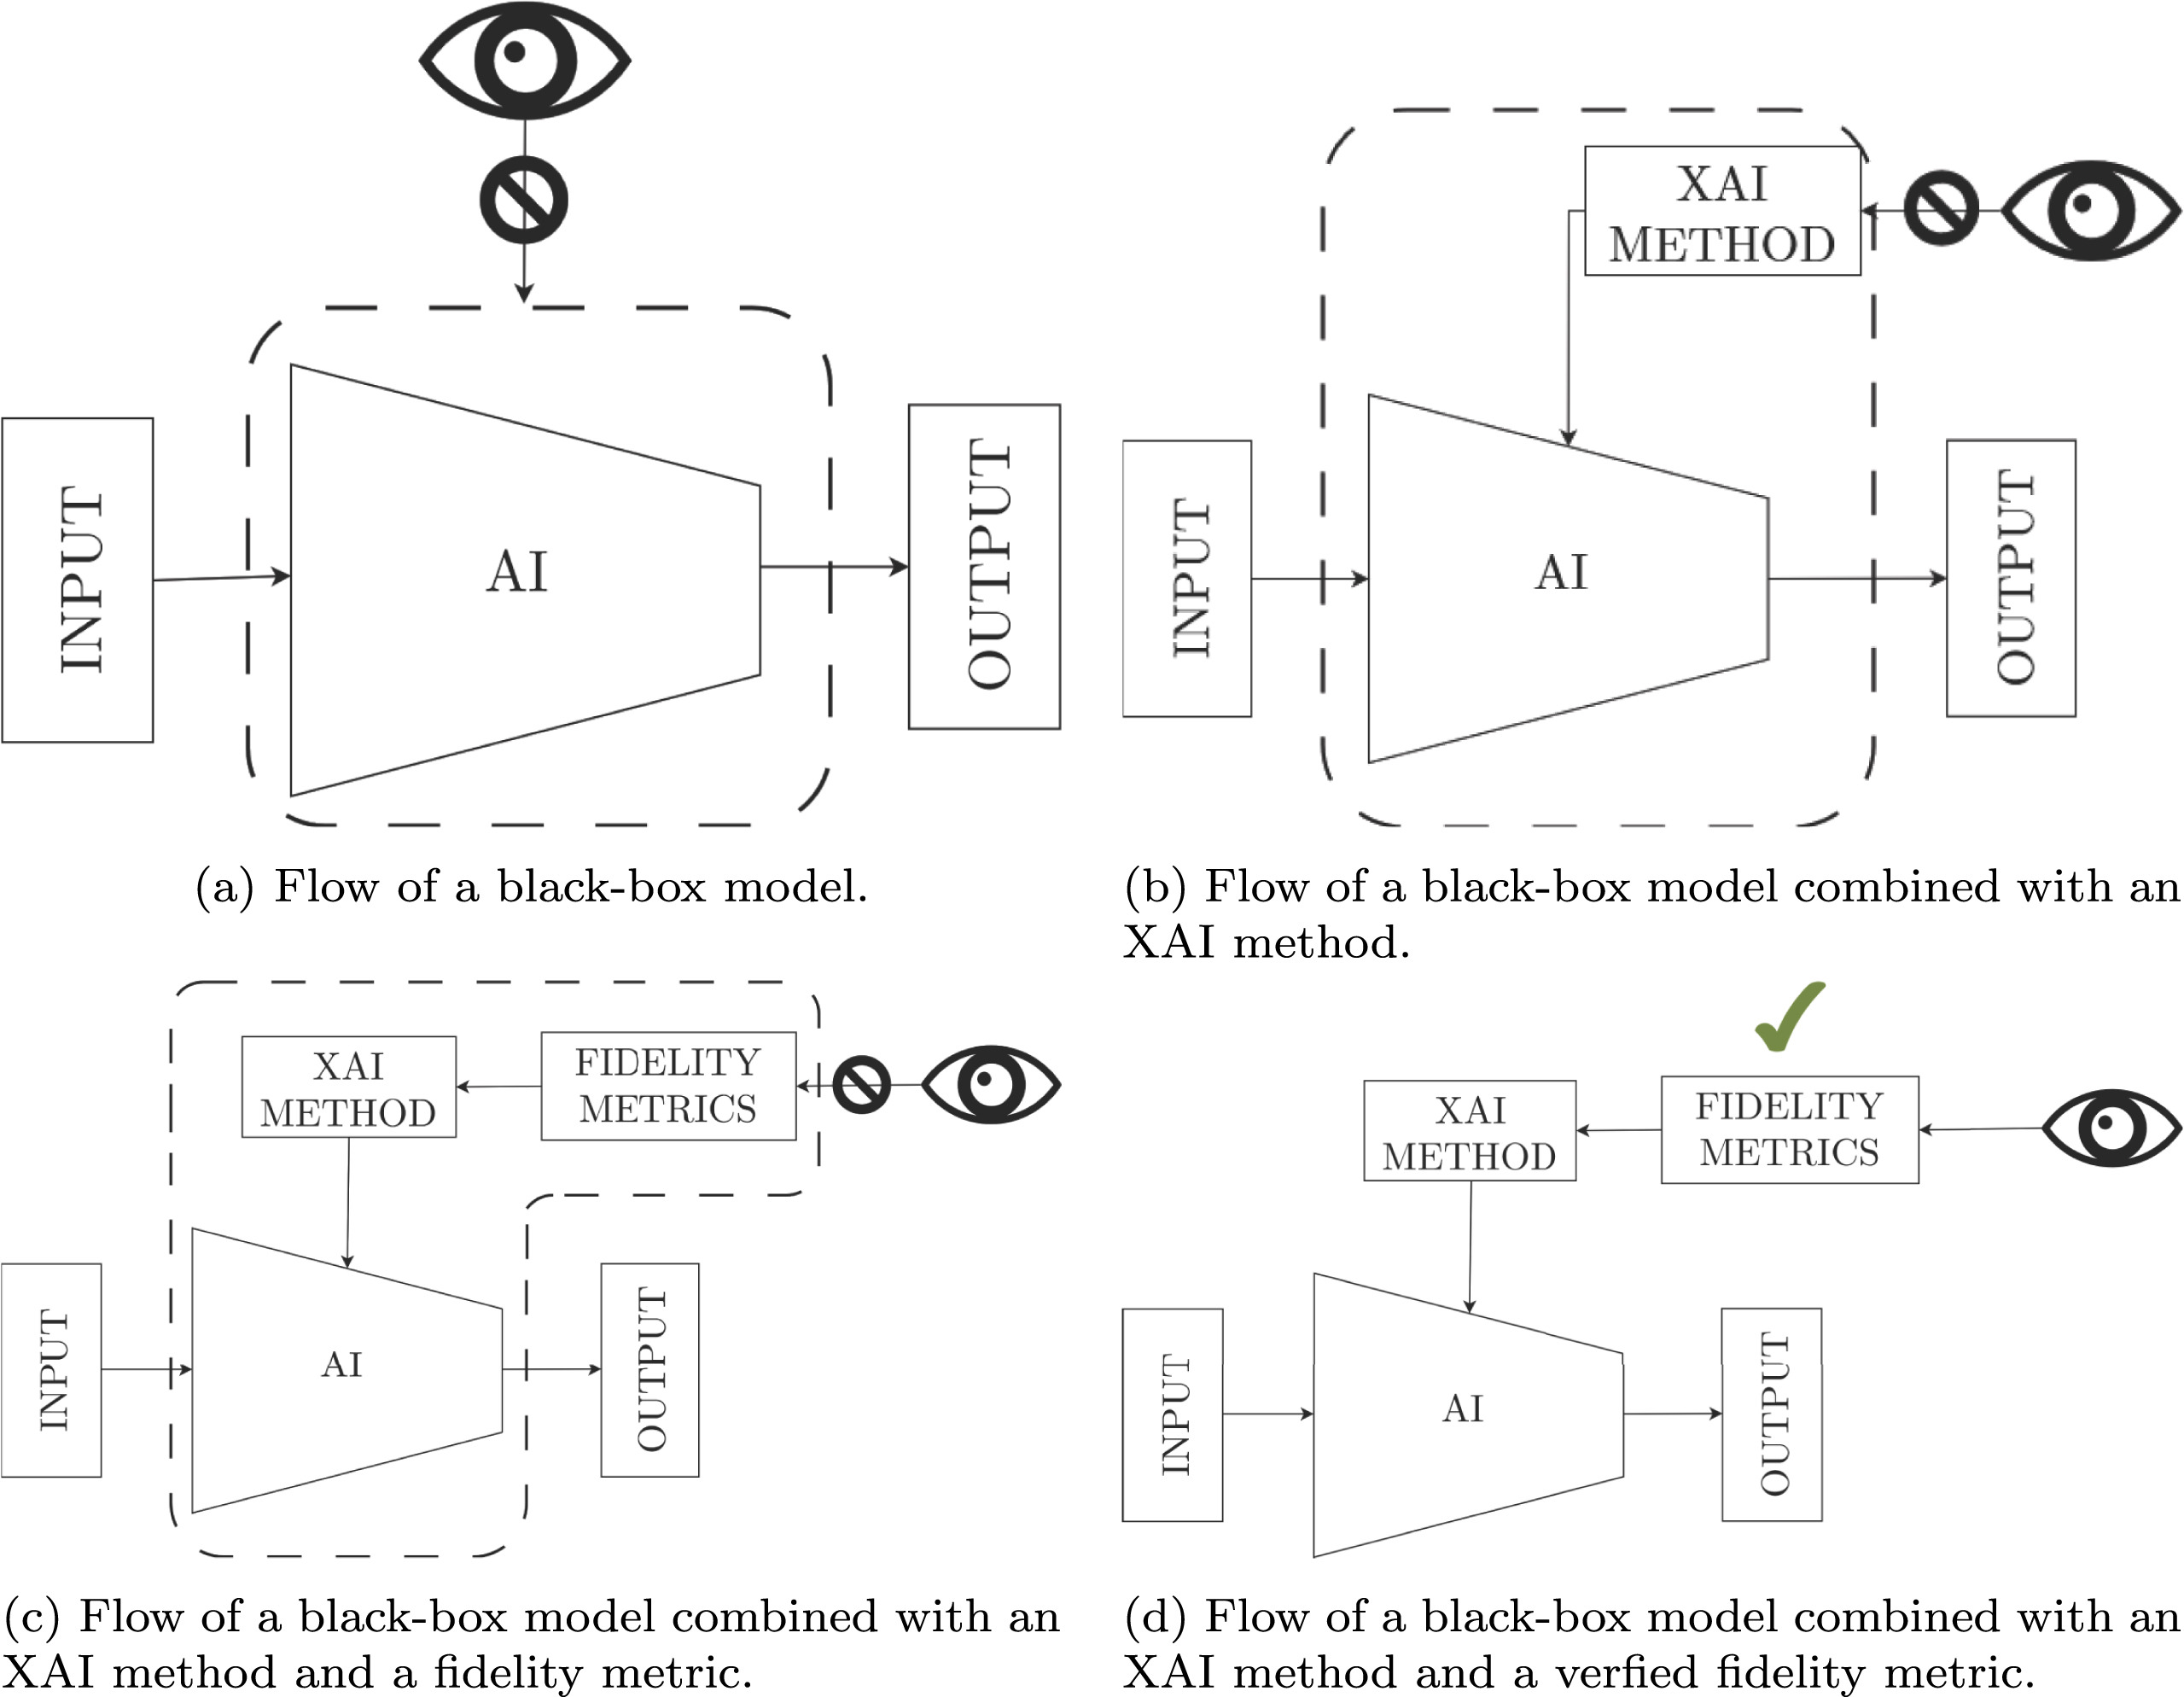 INPUT
AI
OUTPUT
(a) Flow of a black-box model.
XAI
METHOD
INPUT
AI
OUTPUT
(b) Flow of a black-box model combined with an
XAI method.
XAI
METHOD
FIDELITY
METRICS
INPUT
AI
OUTPUT
(c) Flow of a black-box model combined with an
XAI method and a fidelity metric.
XAI
METHOD
FIDELITY
METRICS
INPUT
AI
OUTPUT
(d) Flow of a black-box model combined with an
XAI method and a verfied fidelity metric.